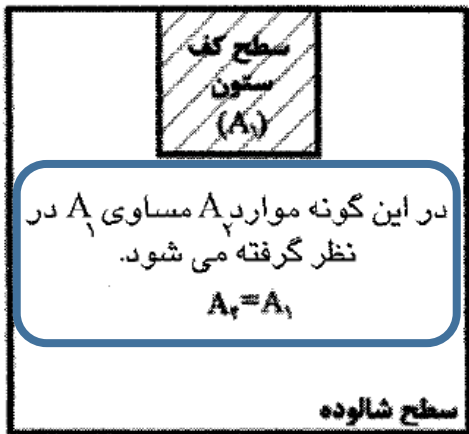 سطح کف
ستون
(A۱)
در این گونه موارد A۲ مساوی A۱ در
نظر گرفته می شود.
A۲=A۱
سطح شالوده